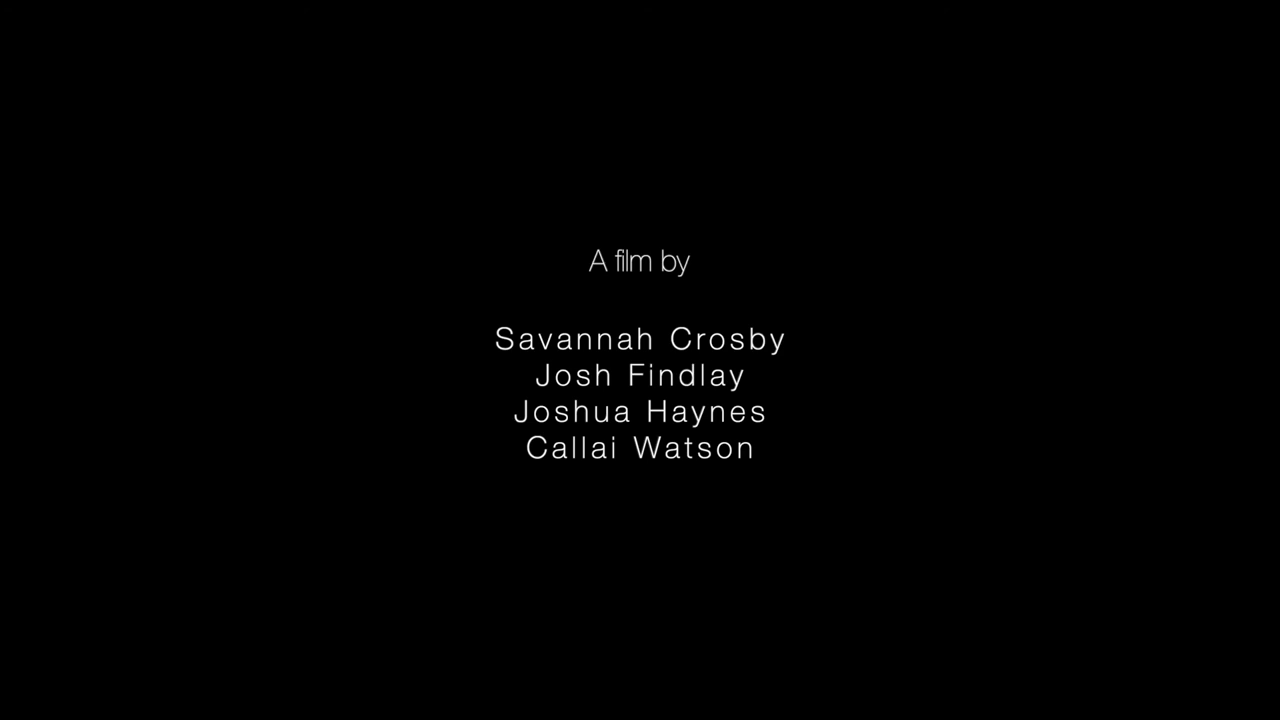 A film by
Savannah Crosby
Josh Findlay
Joshua Haynes
Callai Watson